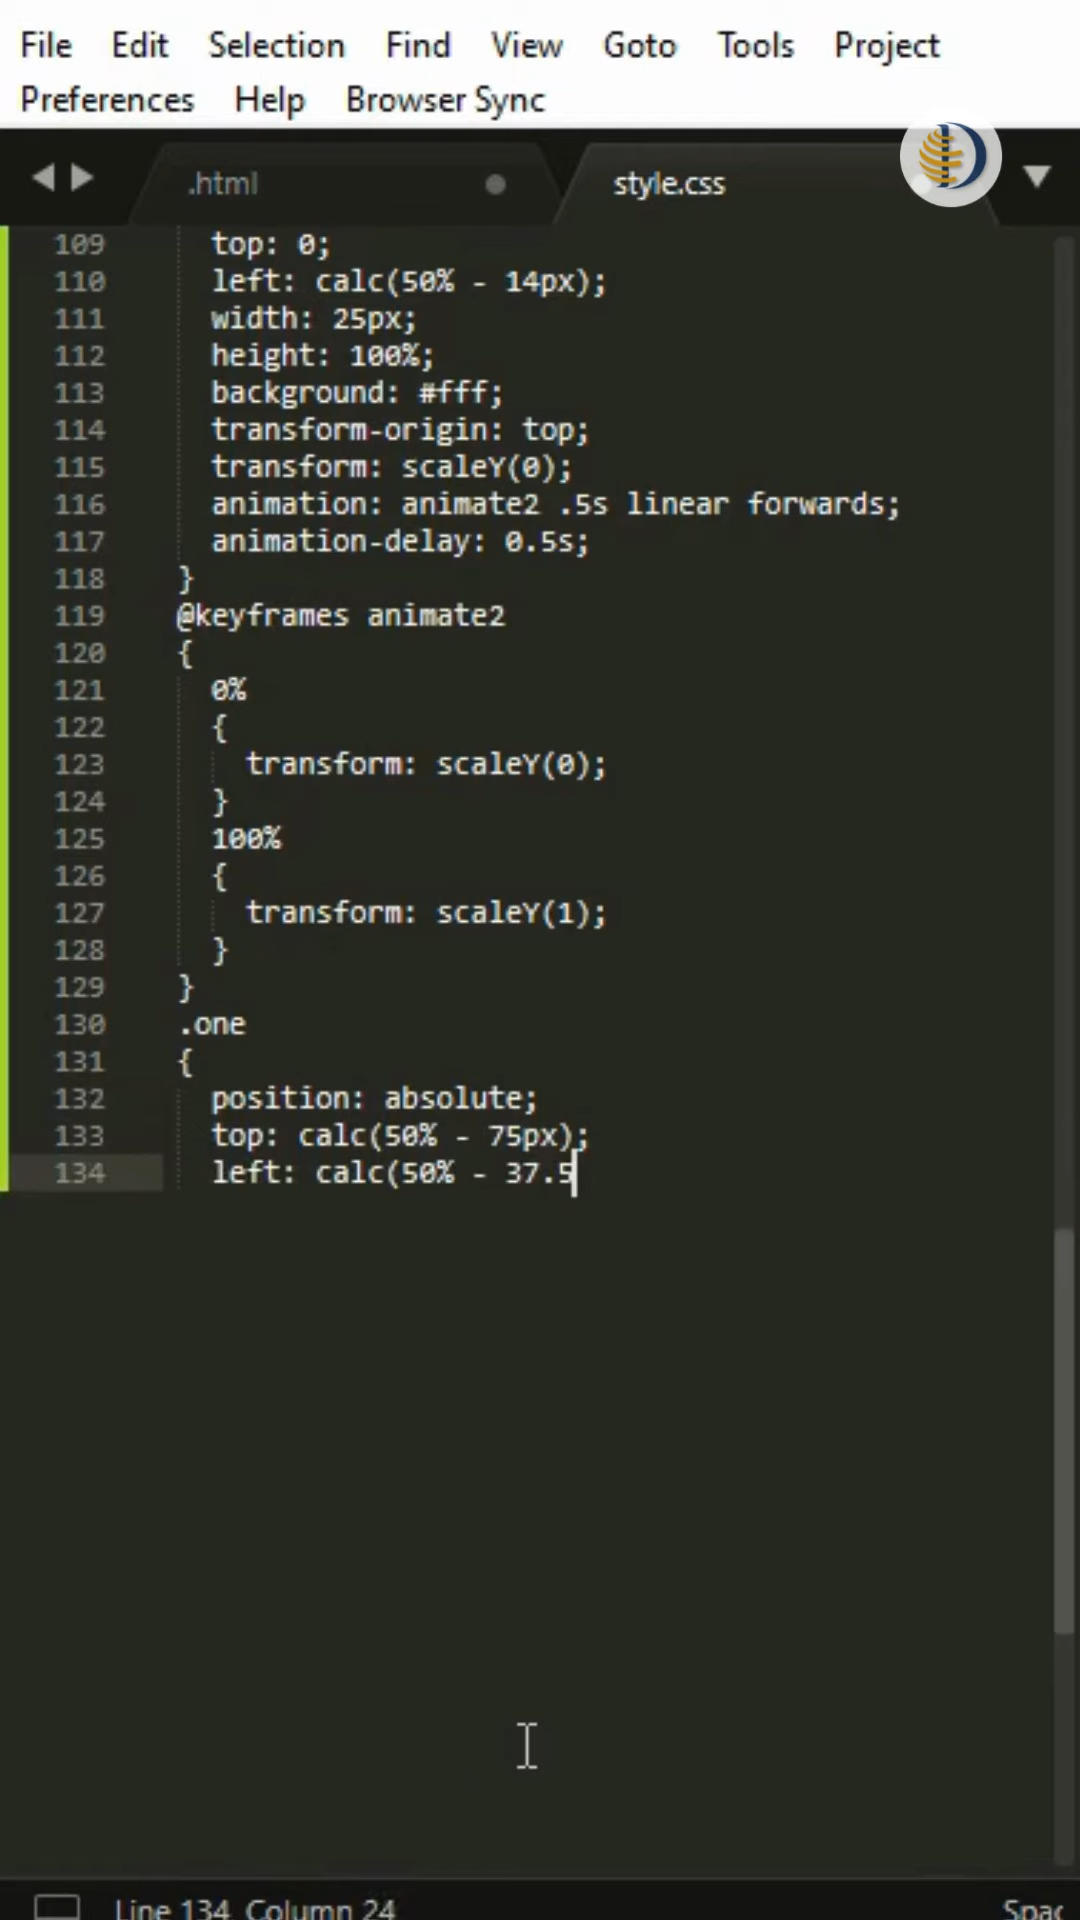 File Edit Selection Find View Goto Tools Project
Preferences Help Browser Sync
.html style.css
109 top: 0;
110 left: calc(50% - 14px);
111 width: 25px;
112 height: 100%;
113 background: #fff;
114 transform-origin: top;
115 transform: scaleY(0);
116 animation: animate2 .5s linear forwards;
117 animation-delay: 0.5s;
118 }
119 @keyframes animate2
120 {
121 0%
122 {
123 transform: scaleY(0);
124 }
125 100%
126 {
127 transform: scaleY(1);
128 }
129 }
130 .one
131 {
132 position: absolute;
133 top: calc(50% - 75px);
134 left: calc(50% - 37.5
Line 134, Column 24 Spac